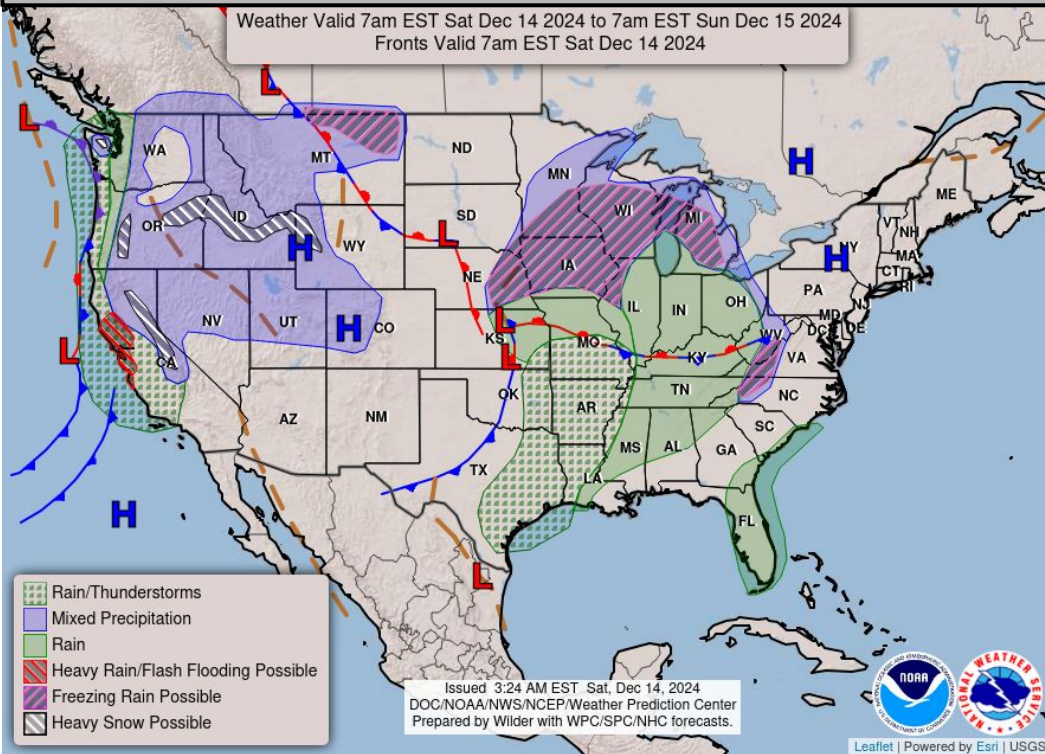 Weather Valid 7am EST Sat Dec 14 2024 to 7am EST Sun Dec 15 2024
Fronts Valid 7am EST Sat Dec 14 2024
L
L
H
WA
MT
ND
MN
ME
OR
ID
SD
WI
MI
VT
NH
H
WY
L
NY
H
MA
CT
RI
NE
IA
PA
NJ
L
NV
UT
H
CO
KS
L
L
MO
IL
IN
OH
WV
MD
DC
DE
VA
CA
KY
AZ
NM
OK
AR
TN
NC
H
TX
LA
MS
AL
GA
SC
FL
L
Rain/Thunderstorms
Mixed Precipitation
Rain
Heavy Rain/Flash Flooding Possible
Freezing Rain Possible
Heavy Snow Possible
Issued 3:24 AM EST Sat, Dec 14, 2024
DOC/NOAA/NWS/NCEP/Weather Prediction Center
Prepared by Wilder with WPC/SPC/NHC forecasts.
NOAA
NATIONAL WEATHER SERVICE
Leaflet | Powered by Esri | USGS